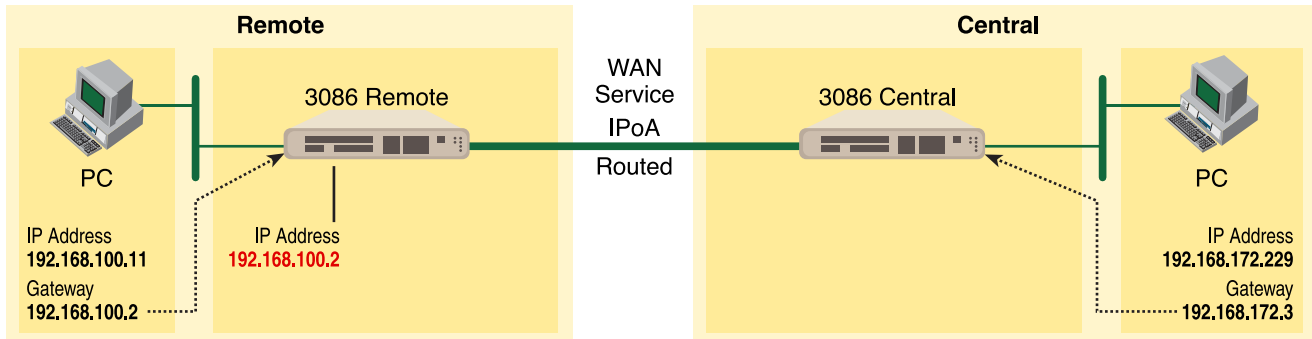 Remote
Central
WAN
Service
IPoA
Routed
3086 Remote
3086 Central
PC
PC
IP Address
192.168.100.11
Gateway
192.168.100.2
IP Address
192.168.100.2
IP Address
192.168.172.229
Gateway
192.168.172.3